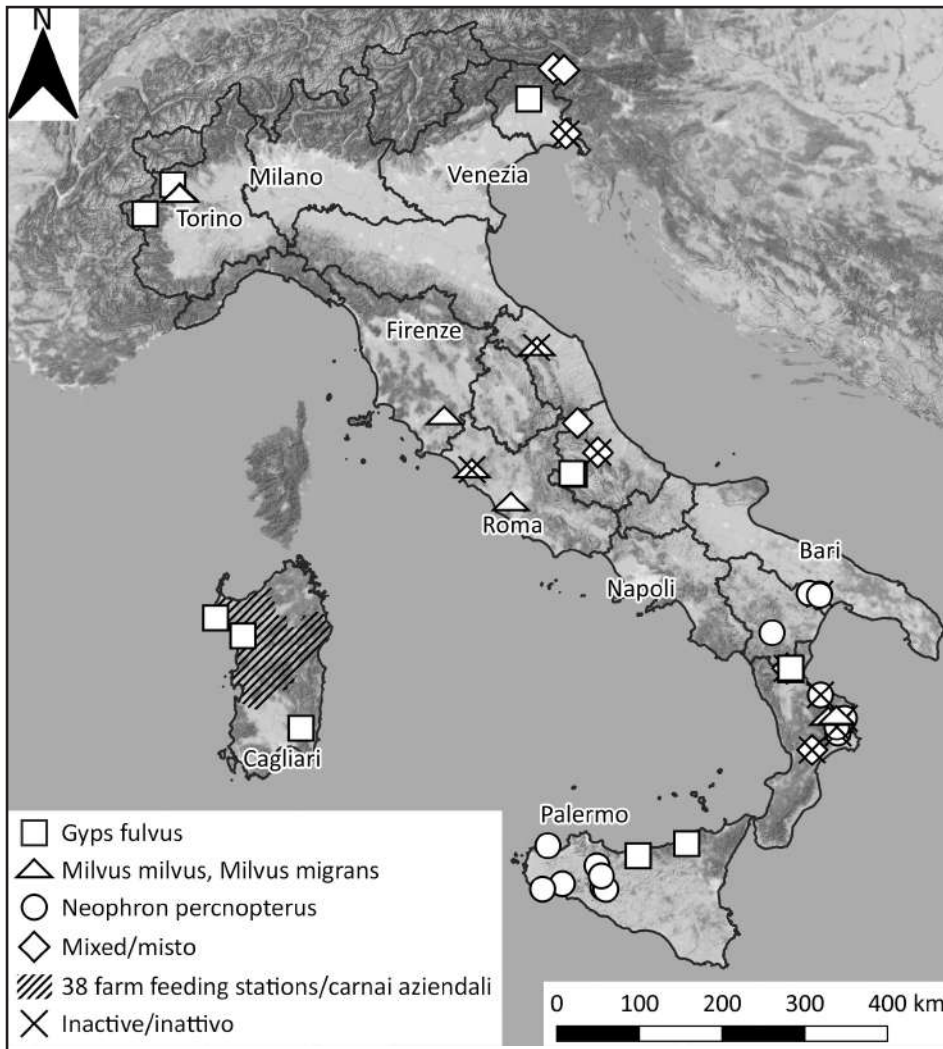 N
Milano
Venezia
Torino
Firenze
Roma
Bari
Napoli
Cagliari
Palermo
Gyps fulvus
Milvus milvus, Milvus migrans
Neophron percnopterus
Mixed/misto
38 farm feeding stations/carnai aziendali
Inactive/inattivo
0 100 200 300 400 km